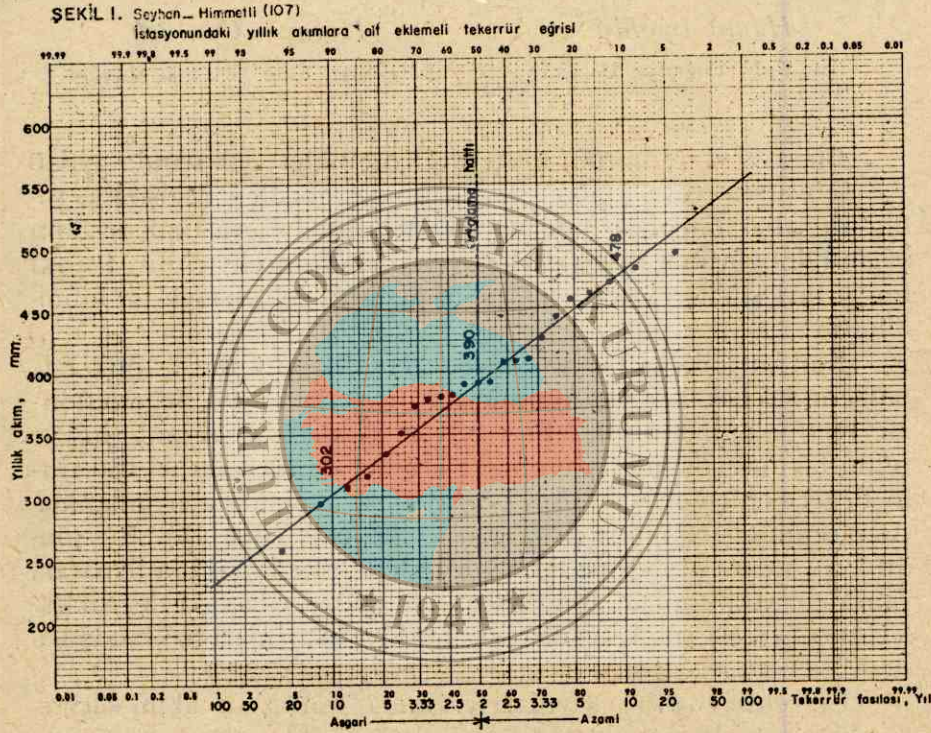 ŞEKİL I. Seyhan_ Himmetli (107)
İstasyonundaki yıllık akımlara ait eklemeli tekerrür eğrisi
99.99 99.9 99.8 99.5 99 98 95 90 80 70 60 50 40 30 20 10 5 2 1 0.5 0.2 0.1 0.05 0.01
600
550
500
450
400
350
300
250
200
Yıllık akım, mm.
Ortalama hattı
302
390
478
TÜRK COĞRAFYA KURUMU
1941
0.01 0.05 0.1 0.2 0.5 1 2 5 10 20 30 40 50 60 70 80 90 95 98 99 99.5 99.8 99.9 99.99
100 50 20 10 5 3.33 2.5 2 2.5 3.33 5 10 20 50 100 Tekerrür fasılası, Yıl
Asgari Azami